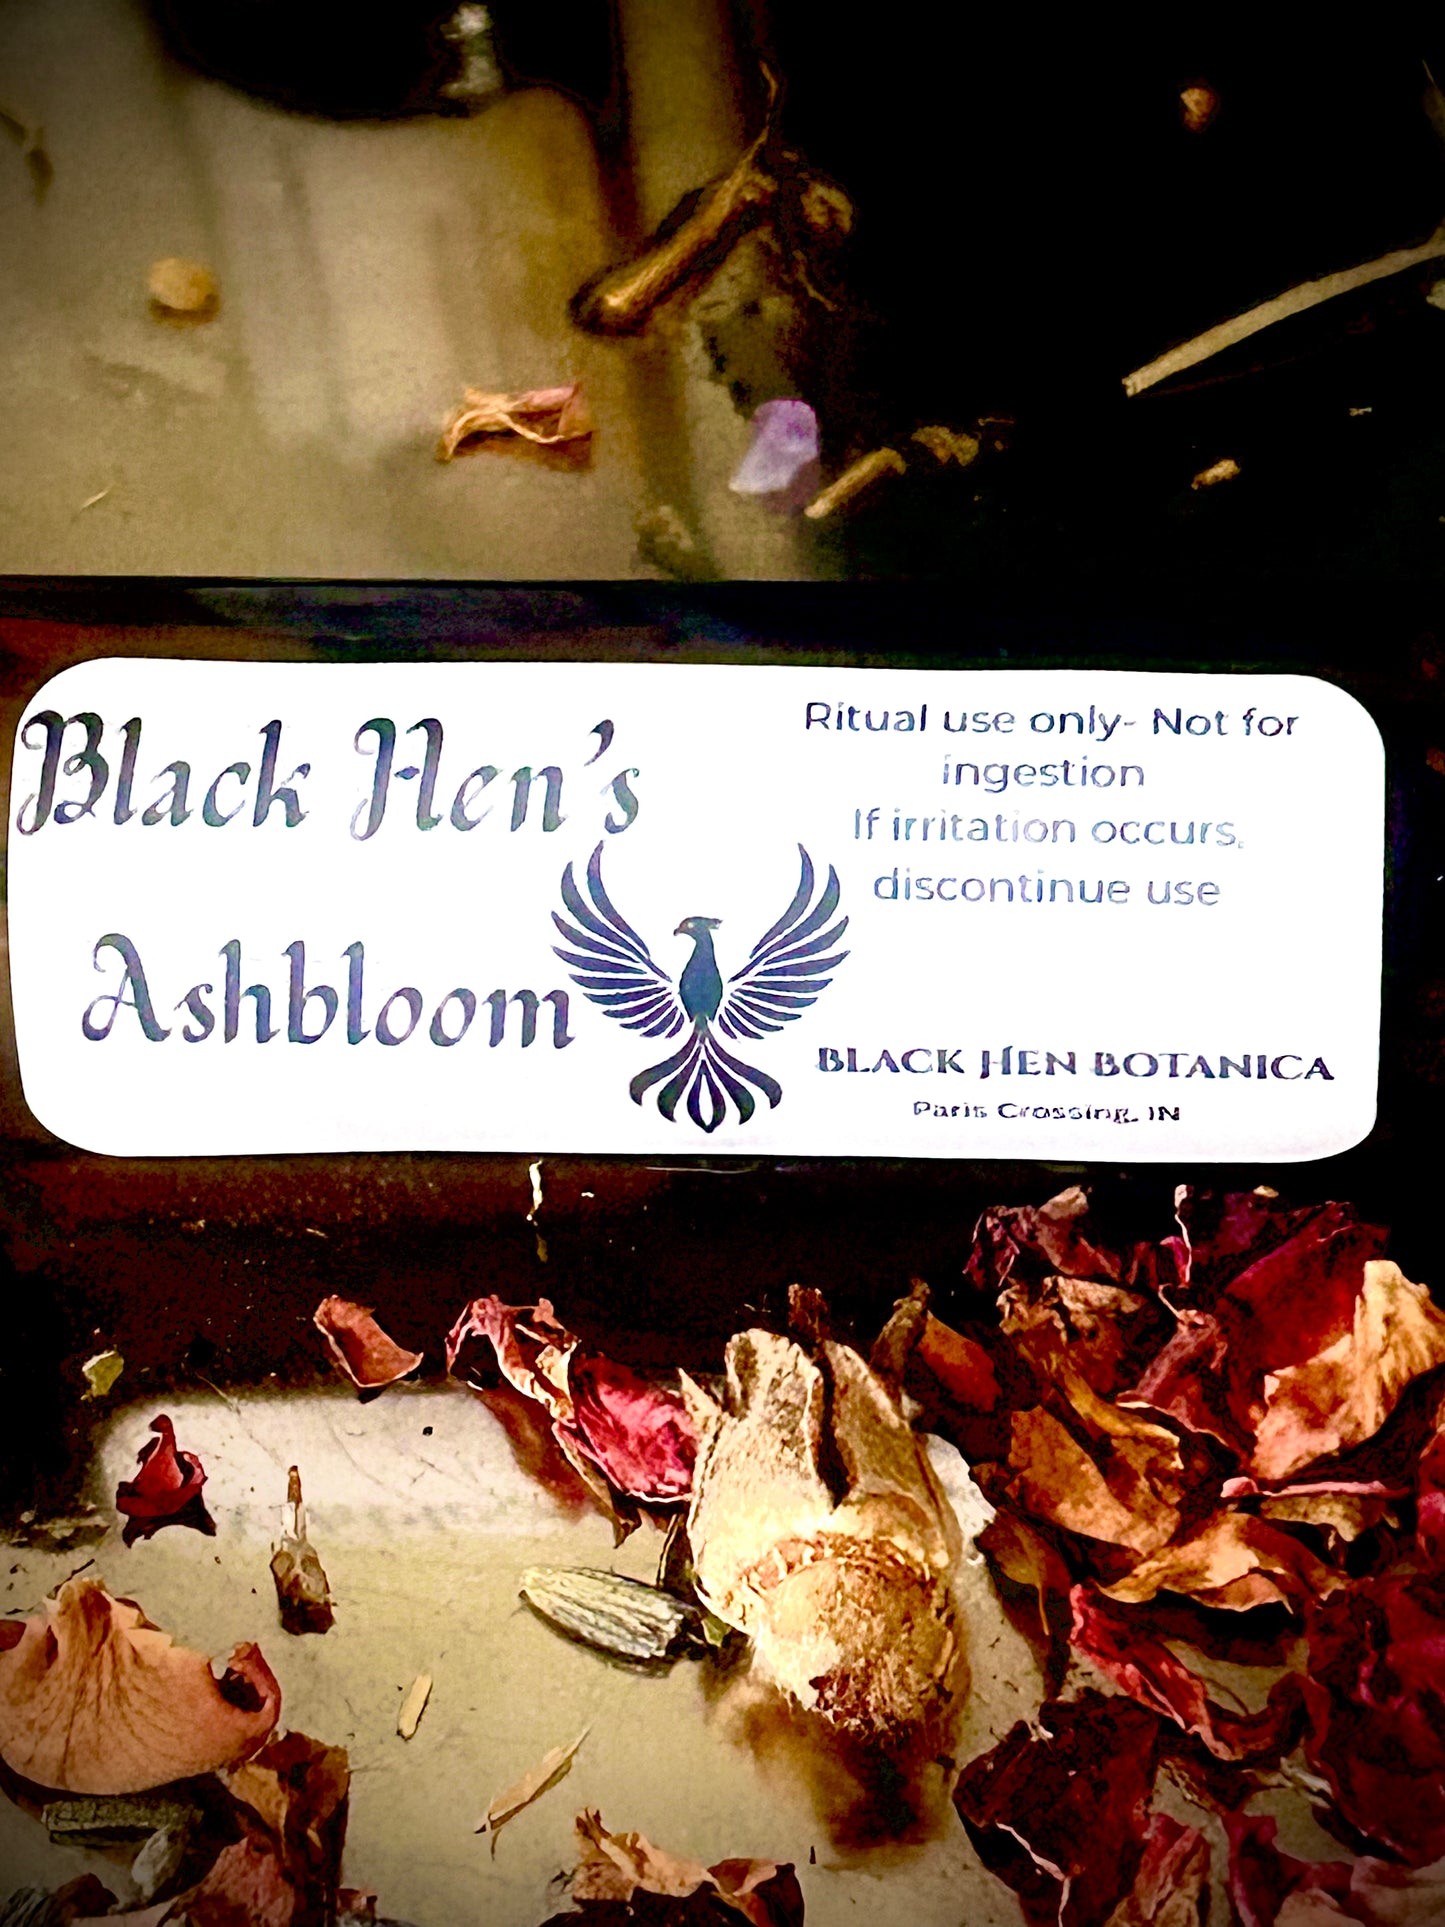 Black Hen's
Ashbloom
Ritual use only- Not for
ingestion
If irritation occurs,
discontinue use
BLACK HEN BOTANICA
Paris Crossing, IN